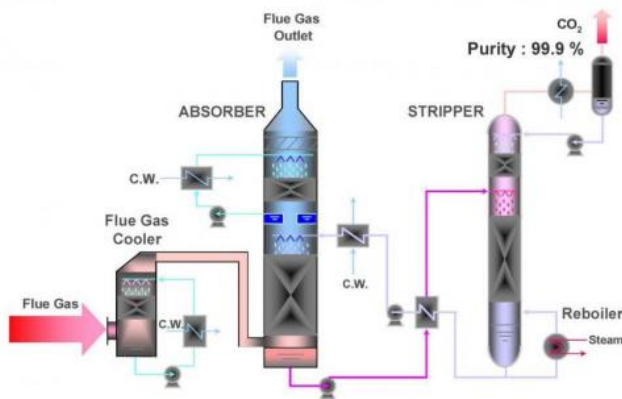 Flue Gas
Outlet
CO₂
Purity : 99.9 %
ABSORBER
STRIPPER
C.W.
Flue Gas
Cooler
C.W.
Flue Gas
C.W.
Reboiler
Steam